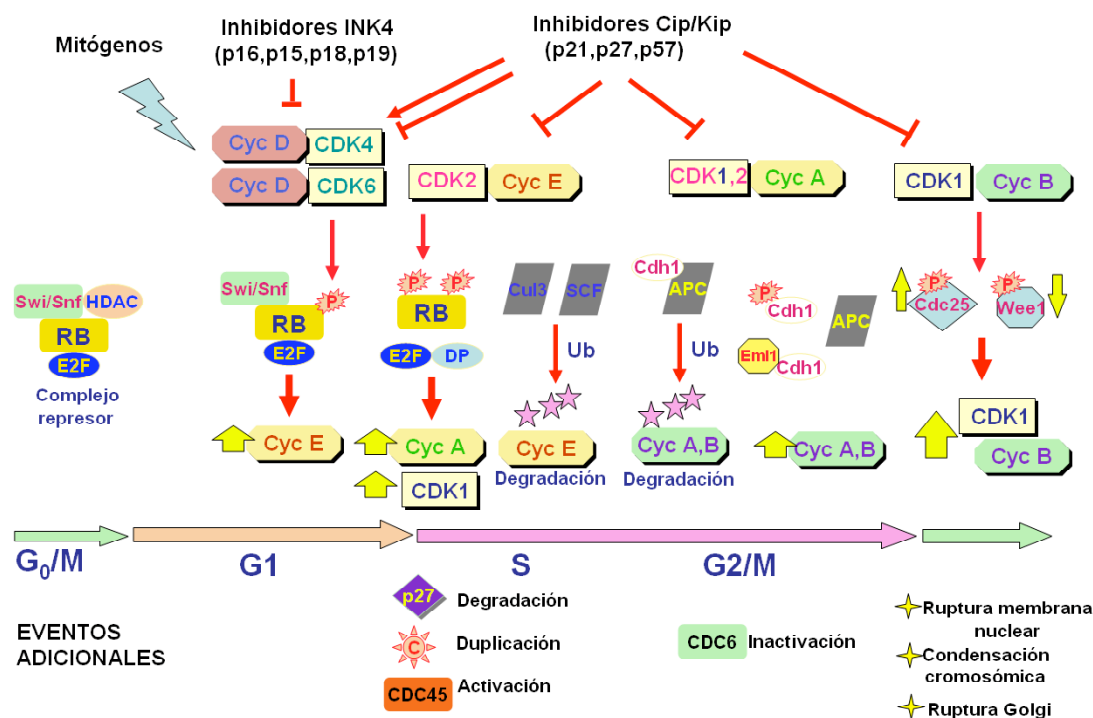 Mitógenos
Inhibidores INK4
(p16,p15,p18,p19)
Inhibidores Cip/Kip
(p21,p27,p57)
Cyc D
CDK4
Cyc D
CDK6
CDK2
Cyc E
CDK1,2
Cyc A
CDK1
Cyc B
Swi/Snf
HDAC
RB
E2F
Complejo
represor
Swi/Snf
P
RB
E2F
Cyc E
P
P
RB
E2F
DP
Cyc A
CDK1
Cul3
SCF
Ub
Cyc E
Degradación
Cdh1
APC
Ub
Cyc A,B
Degradación
P
Cdh1
APC
Eml1
Cdh1
Cyc A,B
P
Cdc25
P
Wee1
CDK1
Cyc B
G0/M
G1
S
G2/M
EVENTOS
ADICIONALES
p27
Degradación
C
Duplicación
CDC45
Activación
CDC6
Inactivación
Ruptura membrana
nuclear
Condensación
cromosómica
Ruptura Golgi